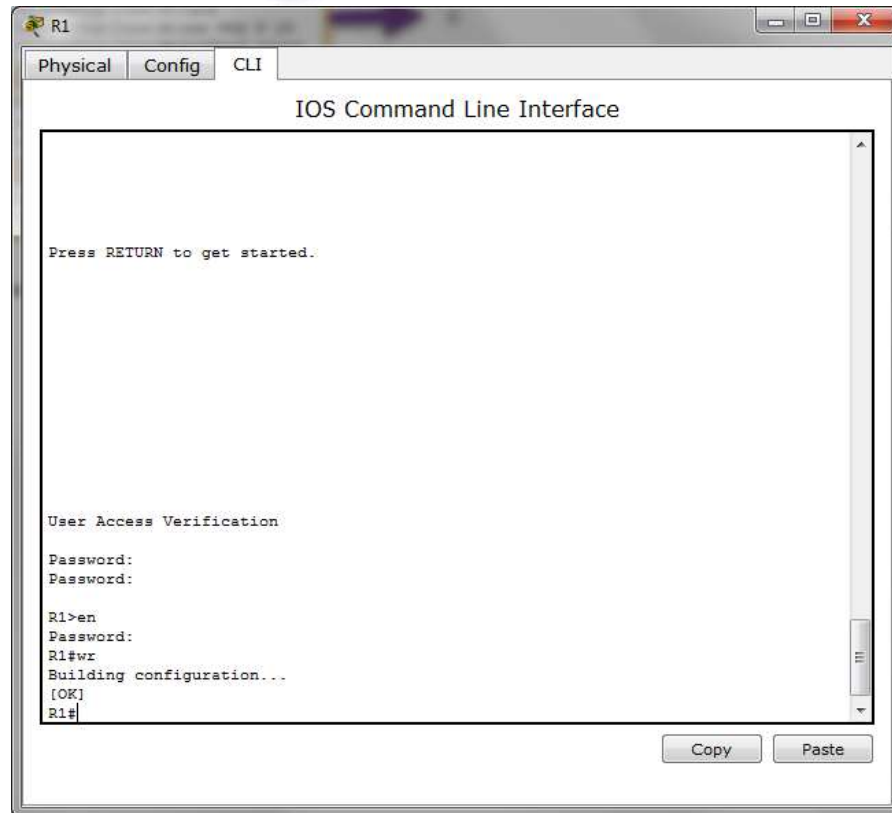 R1
Physical Config CLI
IOS Command Line Interface
Press RETURN to get started.
User Access Verification
Password:
Password:
R1>en
Password:
R1#wr
Building configuration...
[OK]
R1#
Copy Paste